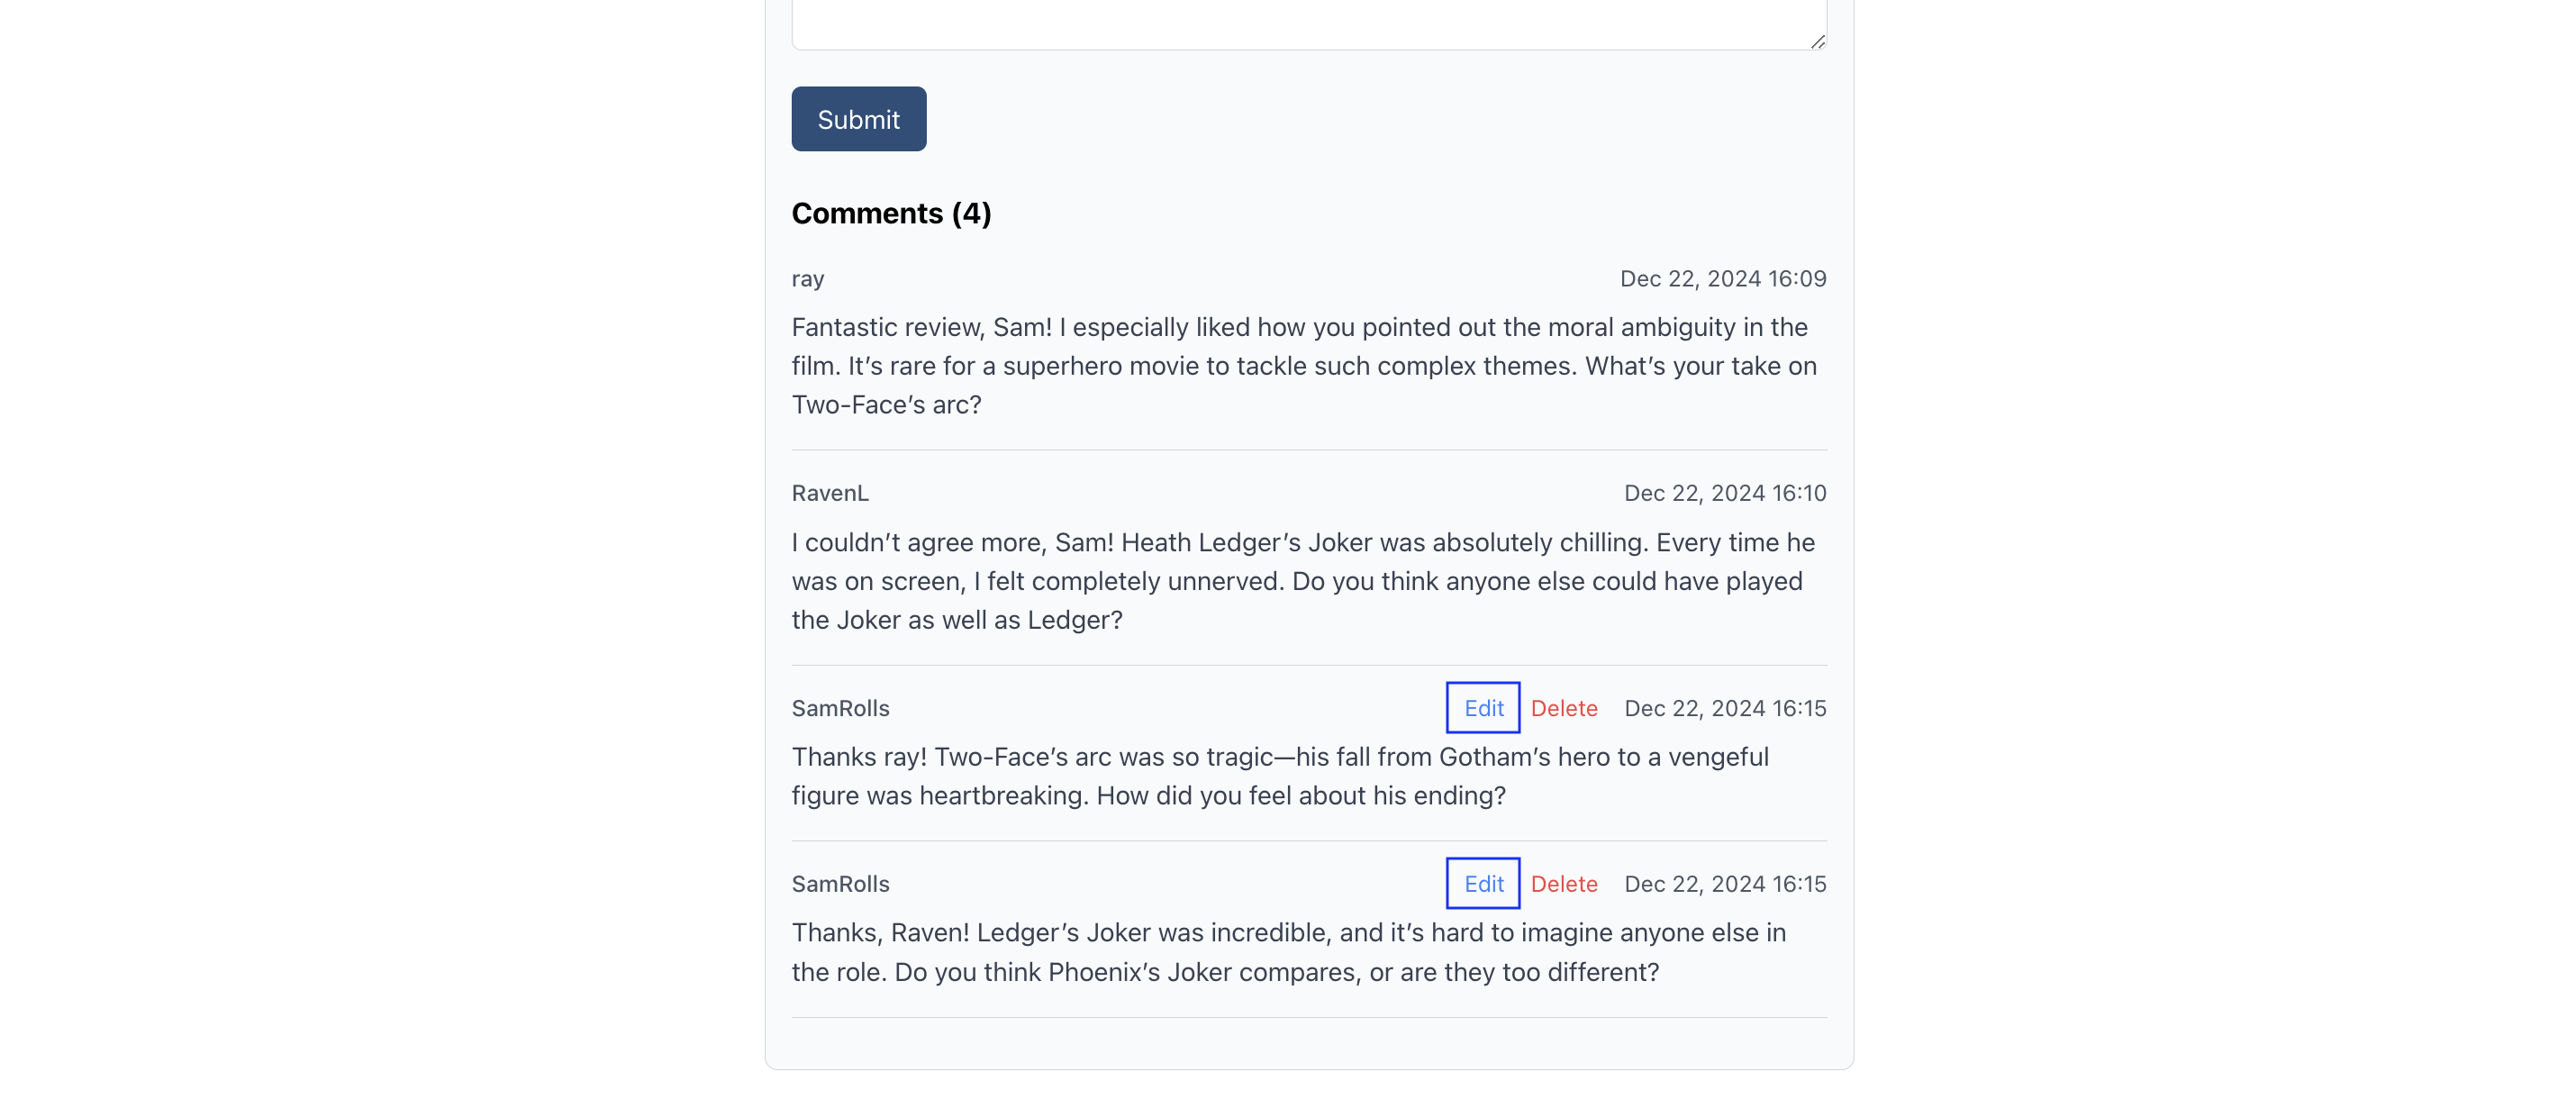 Submit
Comments (4)
ray Dec 22, 2024 16:09
Fantastic review, Sam! I especially liked how you pointed out the moral ambiguity in the
film. It’s rare for a superhero movie to tackle such complex themes. What’s your take on
Two-Face’s arc?
RavenL Dec 22, 2024 16:10
I couldn’t agree more, Sam! Heath Ledger’s Joker was absolutely chilling. Every time he
was on screen, I felt completely unnerved. Do you think anyone else could have played
the Joker as well as Ledger?
SamRolls Edit Delete Dec 22, 2024 16:15
Thanks ray! Two-Face’s arc was so tragic—his fall from Gotham’s hero to a vengeful
figure was heartbreaking. How did you feel about his ending?
SamRolls Edit Delete Dec 22, 2024 16:15
Thanks, Raven! Ledger’s Joker was incredible, and it’s hard to imagine anyone else in
the role. Do you think Phoenix’s Joker compares, or are they too different?